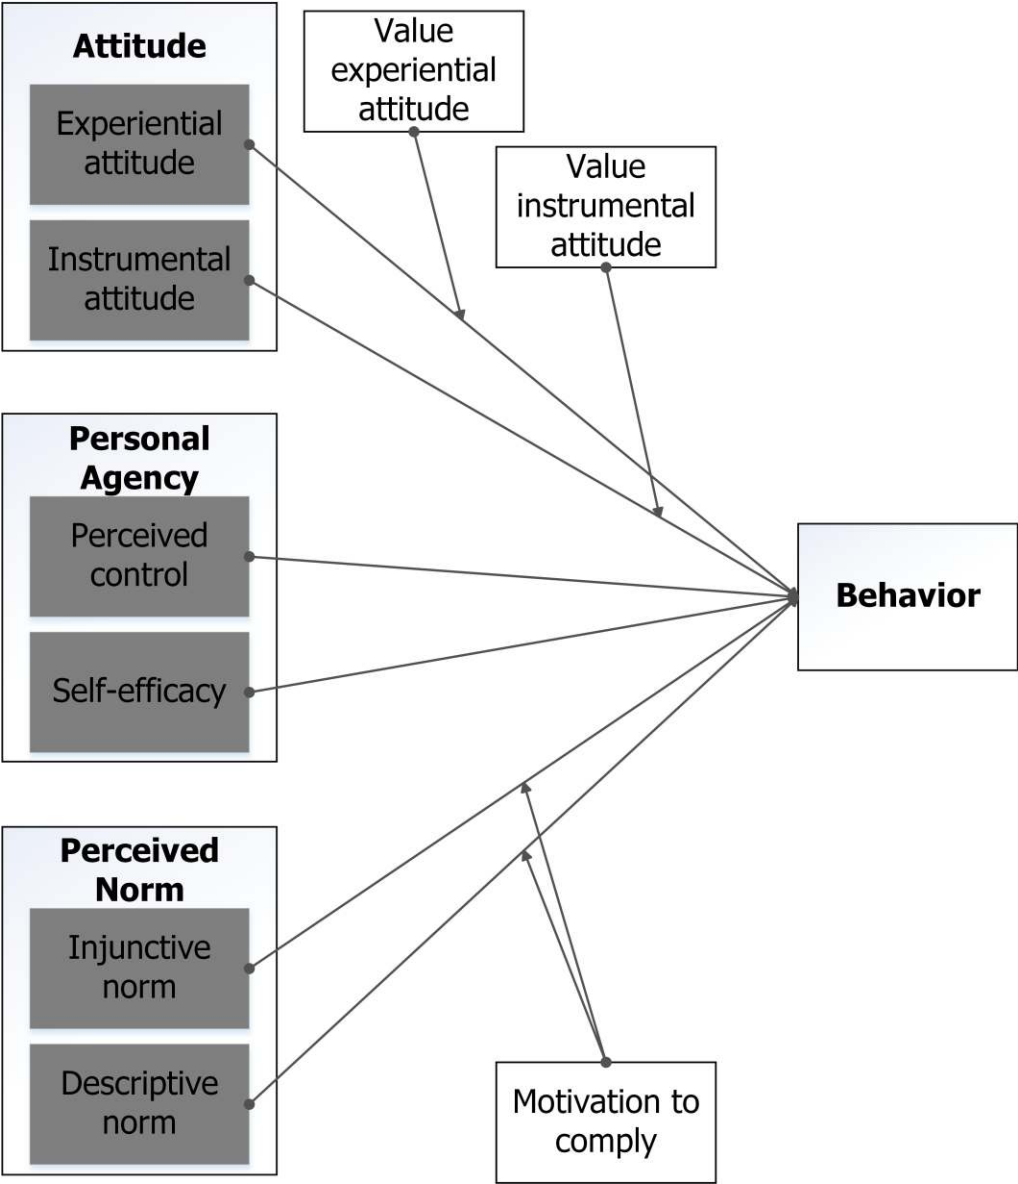 Attitude
Experiential
attitude
Instrumental
attitude
Value
experiential
attitude
Value
instrumental
attitude
Personal
Agency
Perceived
control
Self-efficacy
Behavior
Perceived
Norm
Injunctive
norm
Descriptive
norm
Motivation to
comply